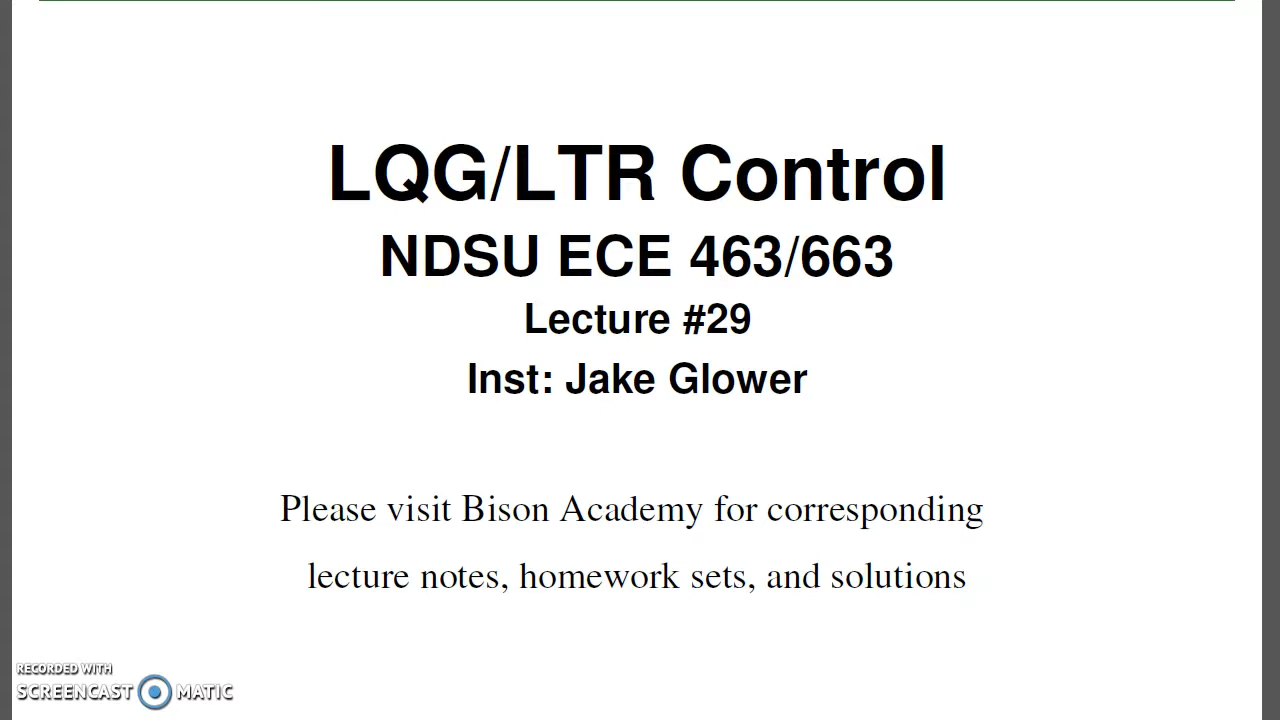 LQG/LTR Control
NDSU ECE 463/663
Lecture #29
Inst: Jake Glower
Please visit Bison Academy for corresponding
lecture notes, homework sets, and solutions
RECORDED WITH
SCREENCAST MATIC